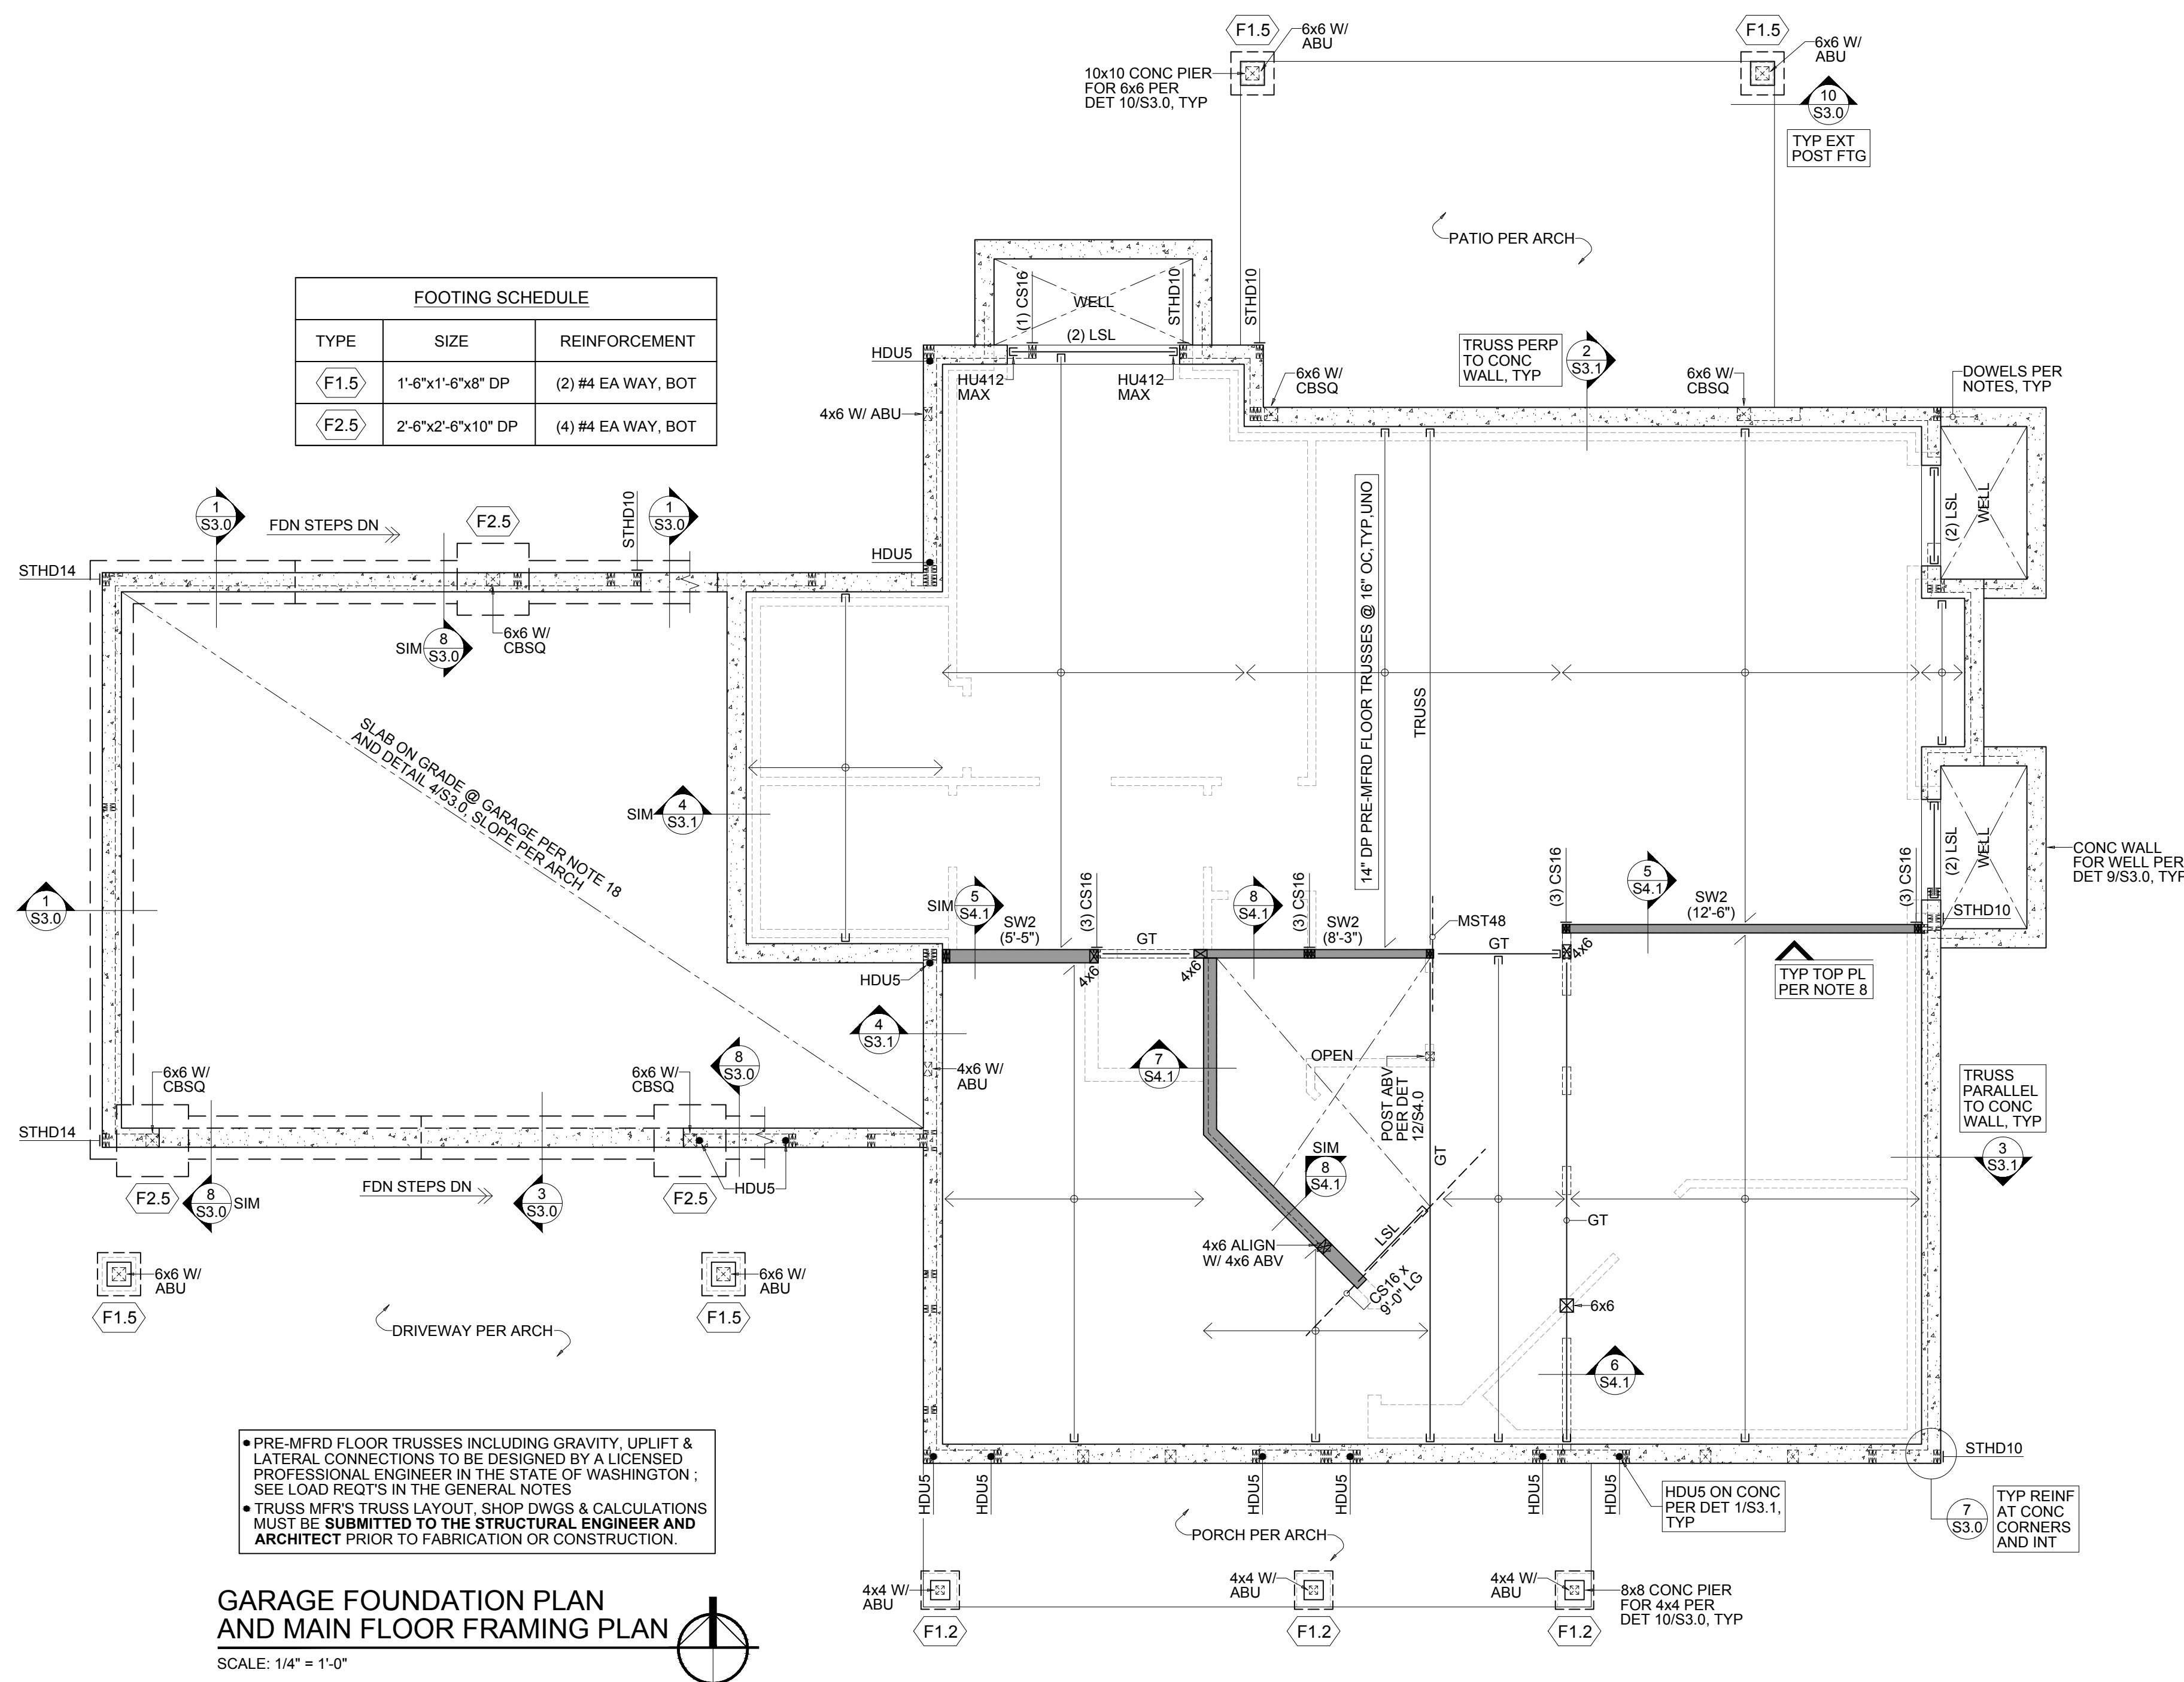 F1.5
6x6 W/
ABU
10x10 CONC PIER
FOR 6x6 PER
DET 10/S3.0, TYP
F1.5
6x6 W/
ABU
10
S3.0
TYP EXT
POST FTG
PATIO PER ARCH
FOOTING SCHEDULE
TYPE SIZE REINFORCEMENT
F1.5 1'-6"x1'-6"x8" DP (2) #4 EA WAY, BOT
F2.5 2'-6"x2'-6"x10" DP (4) #4 EA WAY, BOT
(1) CS16
WELL
(2) LSL
STHD10
STHD10
HDU5
HU412
MAX
HU412
MAX
4x6 W/ ABU
6x6 W/
CBSQ
TRUSS PERP
TO CONC
WALL, TYP
2
S3.1
6x6 W/
CBSQ
DOWELS PER
NOTES, TYP
(2) LSL
WELL
1
S3.0
FDN STEPS DN
F2.5
STHD10
1
S3.0
HDU5
STHD14
SIM
8
S3.0
6x6 W/
CBSQ
14" DP PRE-MFRD FLOOR TRUSSES @ 16" OC,TYP,UNO
TRUSS
SLAB ON GRADE @ GARAGE PER NOTE 18
AND DETAIL 4/S3.0, SLOPE PER ARCH
SIM
4
S3.1
1
S3.0
SIM
5
S4.1
SW2
(5'-5")
(3) CS16
GT
8
S4.1
(3) CS16
SW2
(8'-3")
MST48
GT
(3) CS16
5
S4.1
SW2
(12'-6")
(3) CS16
(2) LSL
WELL
CONC WALL
FOR WELL PER
DET 9/S3.0, TYP
STHD10
4x6
4x6
4x6
TYP TOP PL
PER NOTE 8
HDU5
4
S3.1
4x6 W/
ABU
7
S4.1
OPEN
POST ABV
PER DET
12/S4.0
GT
SIM
8
S4.1
LSL
4x6 ALIGN
W/ 4x6 ABV
CS16 x
9'-0" LG
GT
6x6
6
S4.1
TRUSS
PARALLEL
TO CONC
WALL, TYP
3
S3.1
6x6 W/
CBSQ
6x6 W/
CBSQ
8
S3.0
STHD14
F2.5
8
S3.0
SIM
FDN STEPS DN
3
S3.0
F2.5
HDU5
6x6 W/
ABU
F1.5
6x6 W/
ABU
F1.5
DRIVEWAY PER ARCH
• PRE-MFRD FLOOR TRUSSES INCLUDING GRAVITY, UPLIFT &
LATERAL CONNECTIONS TO BE DESIGNED BY A LICENSED
PROFESSIONAL ENGINEER IN THE STATE OF WASHINGTON ;
SEE LOAD REQT'S IN THE GENERAL NOTES
• TRUSS MFR'S TRUSS LAYOUT, SHOP DWGS & CALCULATIONS
MUST BE SUBMITTED TO THE STRUCTURAL ENGINEER AND
ARCHITECT PRIOR TO FABRICATION OR CONSTRUCTION.
HDU5
HDU5
HDU5
HDU5
HDU5
HDU5
HDU5 ON CONC
PER DET 1/S3.1,
TYP
STHD10
7
S3.0
TYP REINF
AT CONC
CORNERS
AND INT
PORCH PER ARCH
4x4 W/
ABU
F1.2
4x4 W/
ABU
F1.2
4x4 W/
ABU
F1.2
8x8 CONC PIER
FOR 4x4 PER
DET 10/S3.0, TYP
GARAGE FOUNDATION PLAN
AND MAIN FLOOR FRAMING PLAN
SCALE: 1/4" = 1'-0"